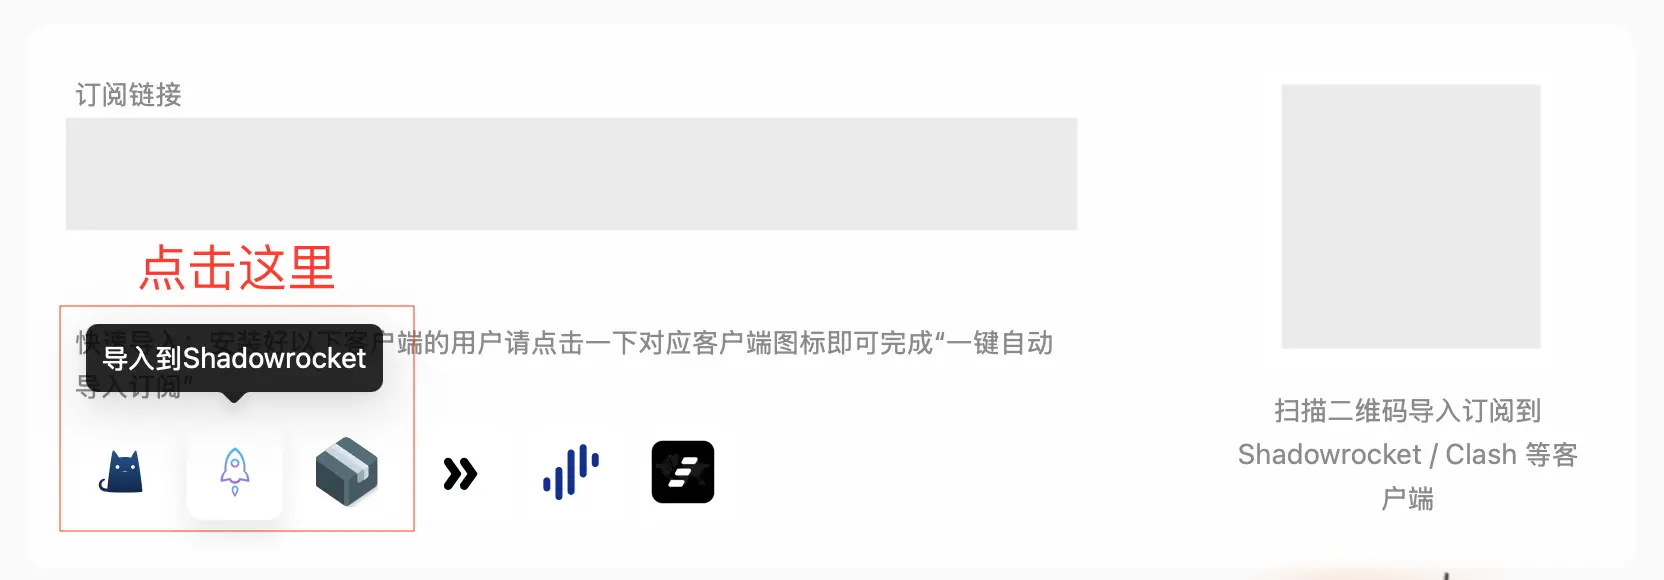 订阅链接
点击这里
快速导入：安装好以下客户端的用户请点击一下对应客户端图标即可完成“一键自动
导入订阅”
导入到Shadowrocket
扫描二维码导入订阅到
Shadowrocket / Clash 等客
户端